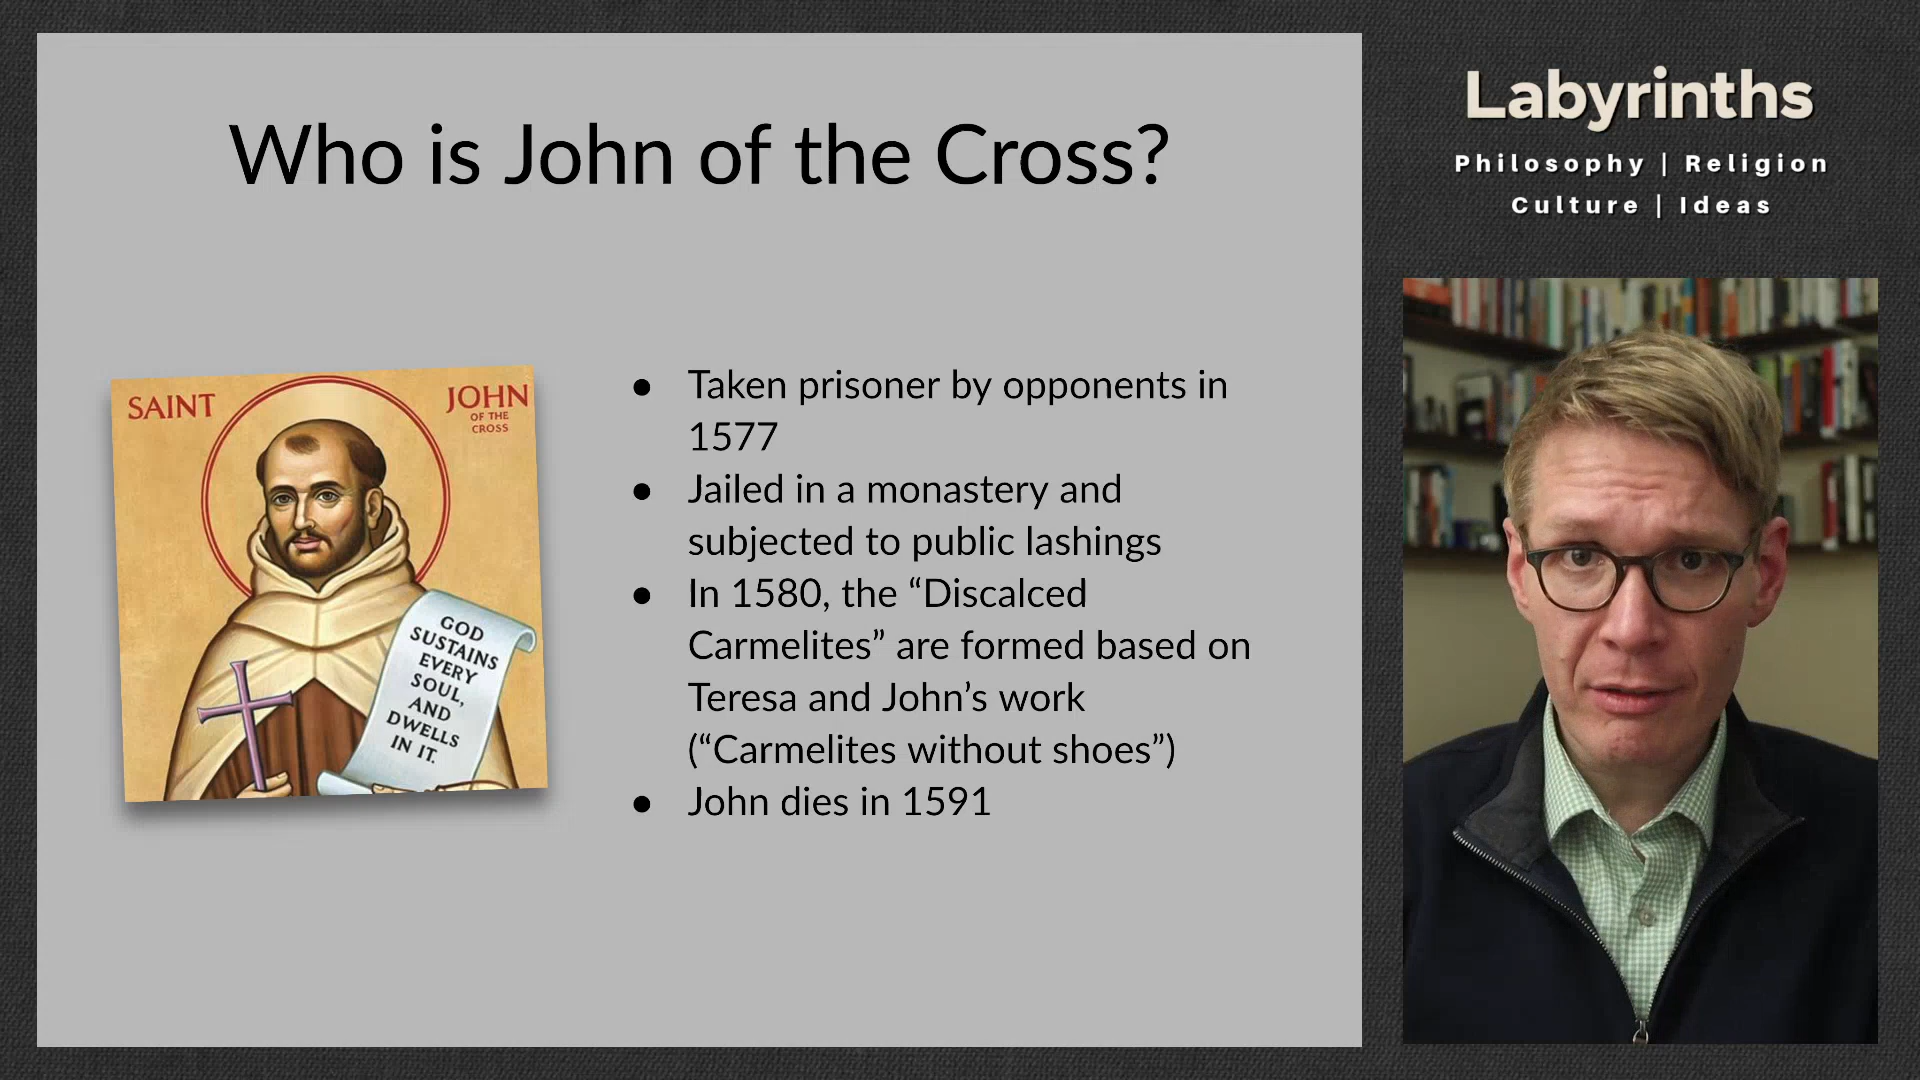 Who is John of the Cross?
SAINT
JOHN
OF THE
CROSS
GOD
SUSTAINS
EVERY
SOUL,
AND
DWELLS
IN IT.
● Taken prisoner by opponents in
1577
● Jailed in a monastery and
subjected to public lashings
● In 1580, the “Discalced
Carmelites” are formed based on
Teresa and John’s work
(“Carmelites without shoes”)
● John dies in 1591
Labyrinths
Philosophy | Religion
Culture | Ideas